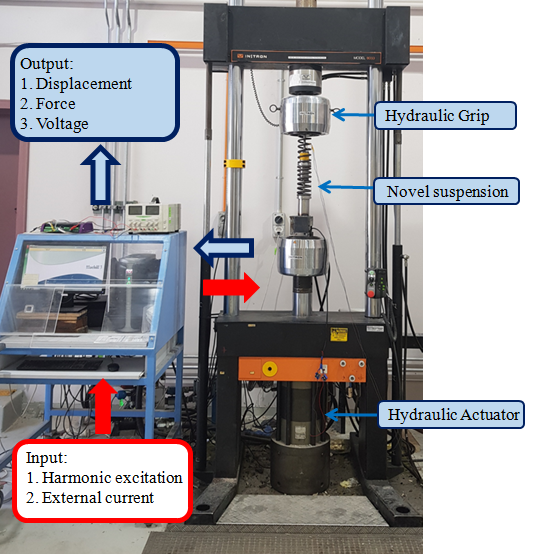 Output:
1. Displacement
2. Force
3. Voltage
INSTRON
MODEL
Hydraulic Grip
Novel suspension
Hydraulic Actuator
Input:
1. Harmonic excitation
2. External current